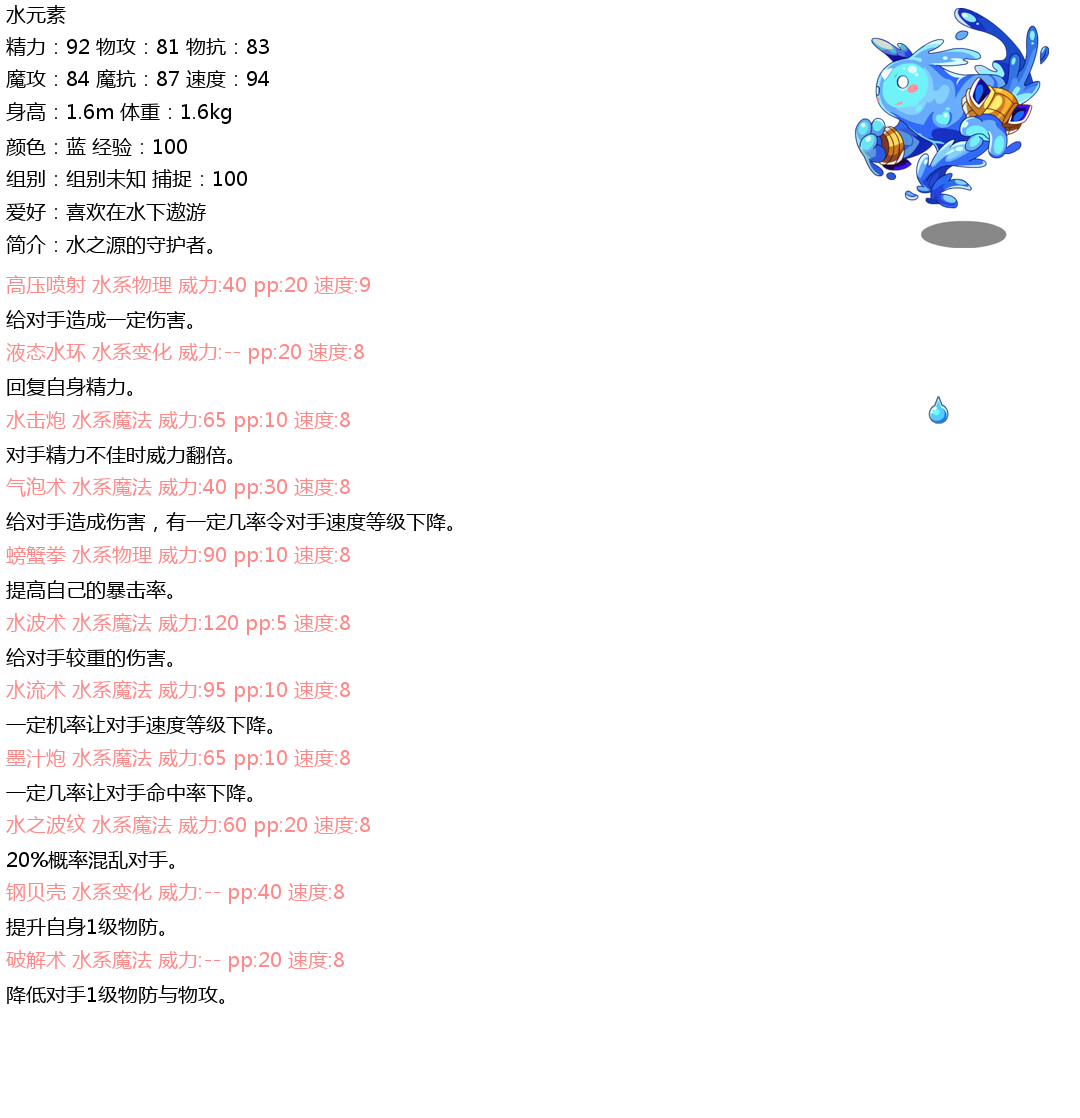 水元素
精力：92 物攻：81 物抗：83
魔攻：84 魔抗：87 速度：94
身高：1.6m 体重：1.6kg
颜色：蓝 经验：100
组别：组别未知 捕捉：100
爱好：喜欢在水下遨游
简介：水之源的守护者。
高压喷射 水系物理 威力:40 pp:20 速度:9
给对手造成一定伤害。
液态水环 水系变化 威力:-- pp:20 速度:8
回复自身精力。
水击炮 水系魔法 威力:65 pp:10 速度:8
对手精力不佳时威力翻倍。
气泡术 水系魔法 威力:40 pp:30 速度:8
给对手造成伤害，有一定几率令对手速度等级下降。
螃蟹拳 水系物理 威力:90 pp:10 速度:8
提高自己的暴击率。
水波术 水系魔法 威力:120 pp:5 速度:8
给对手较重的伤害。
水流术 水系魔法 威力:95 pp:10 速度:8
一定机率让对手速度等级下降。
墨汁炮 水系魔法 威力:65 pp:10 速度:8
一定几率让对手命中率下降。
水之波纹 水系魔法 威力:60 pp:20 速度:8
20%概率混乱对手。
钢贝壳 水系变化 威力:-- pp:40 速度:8
提升自身1级物防。
破解术 水系魔法 威力:-- pp:20 速度:8
降低对手1级物防与物攻。